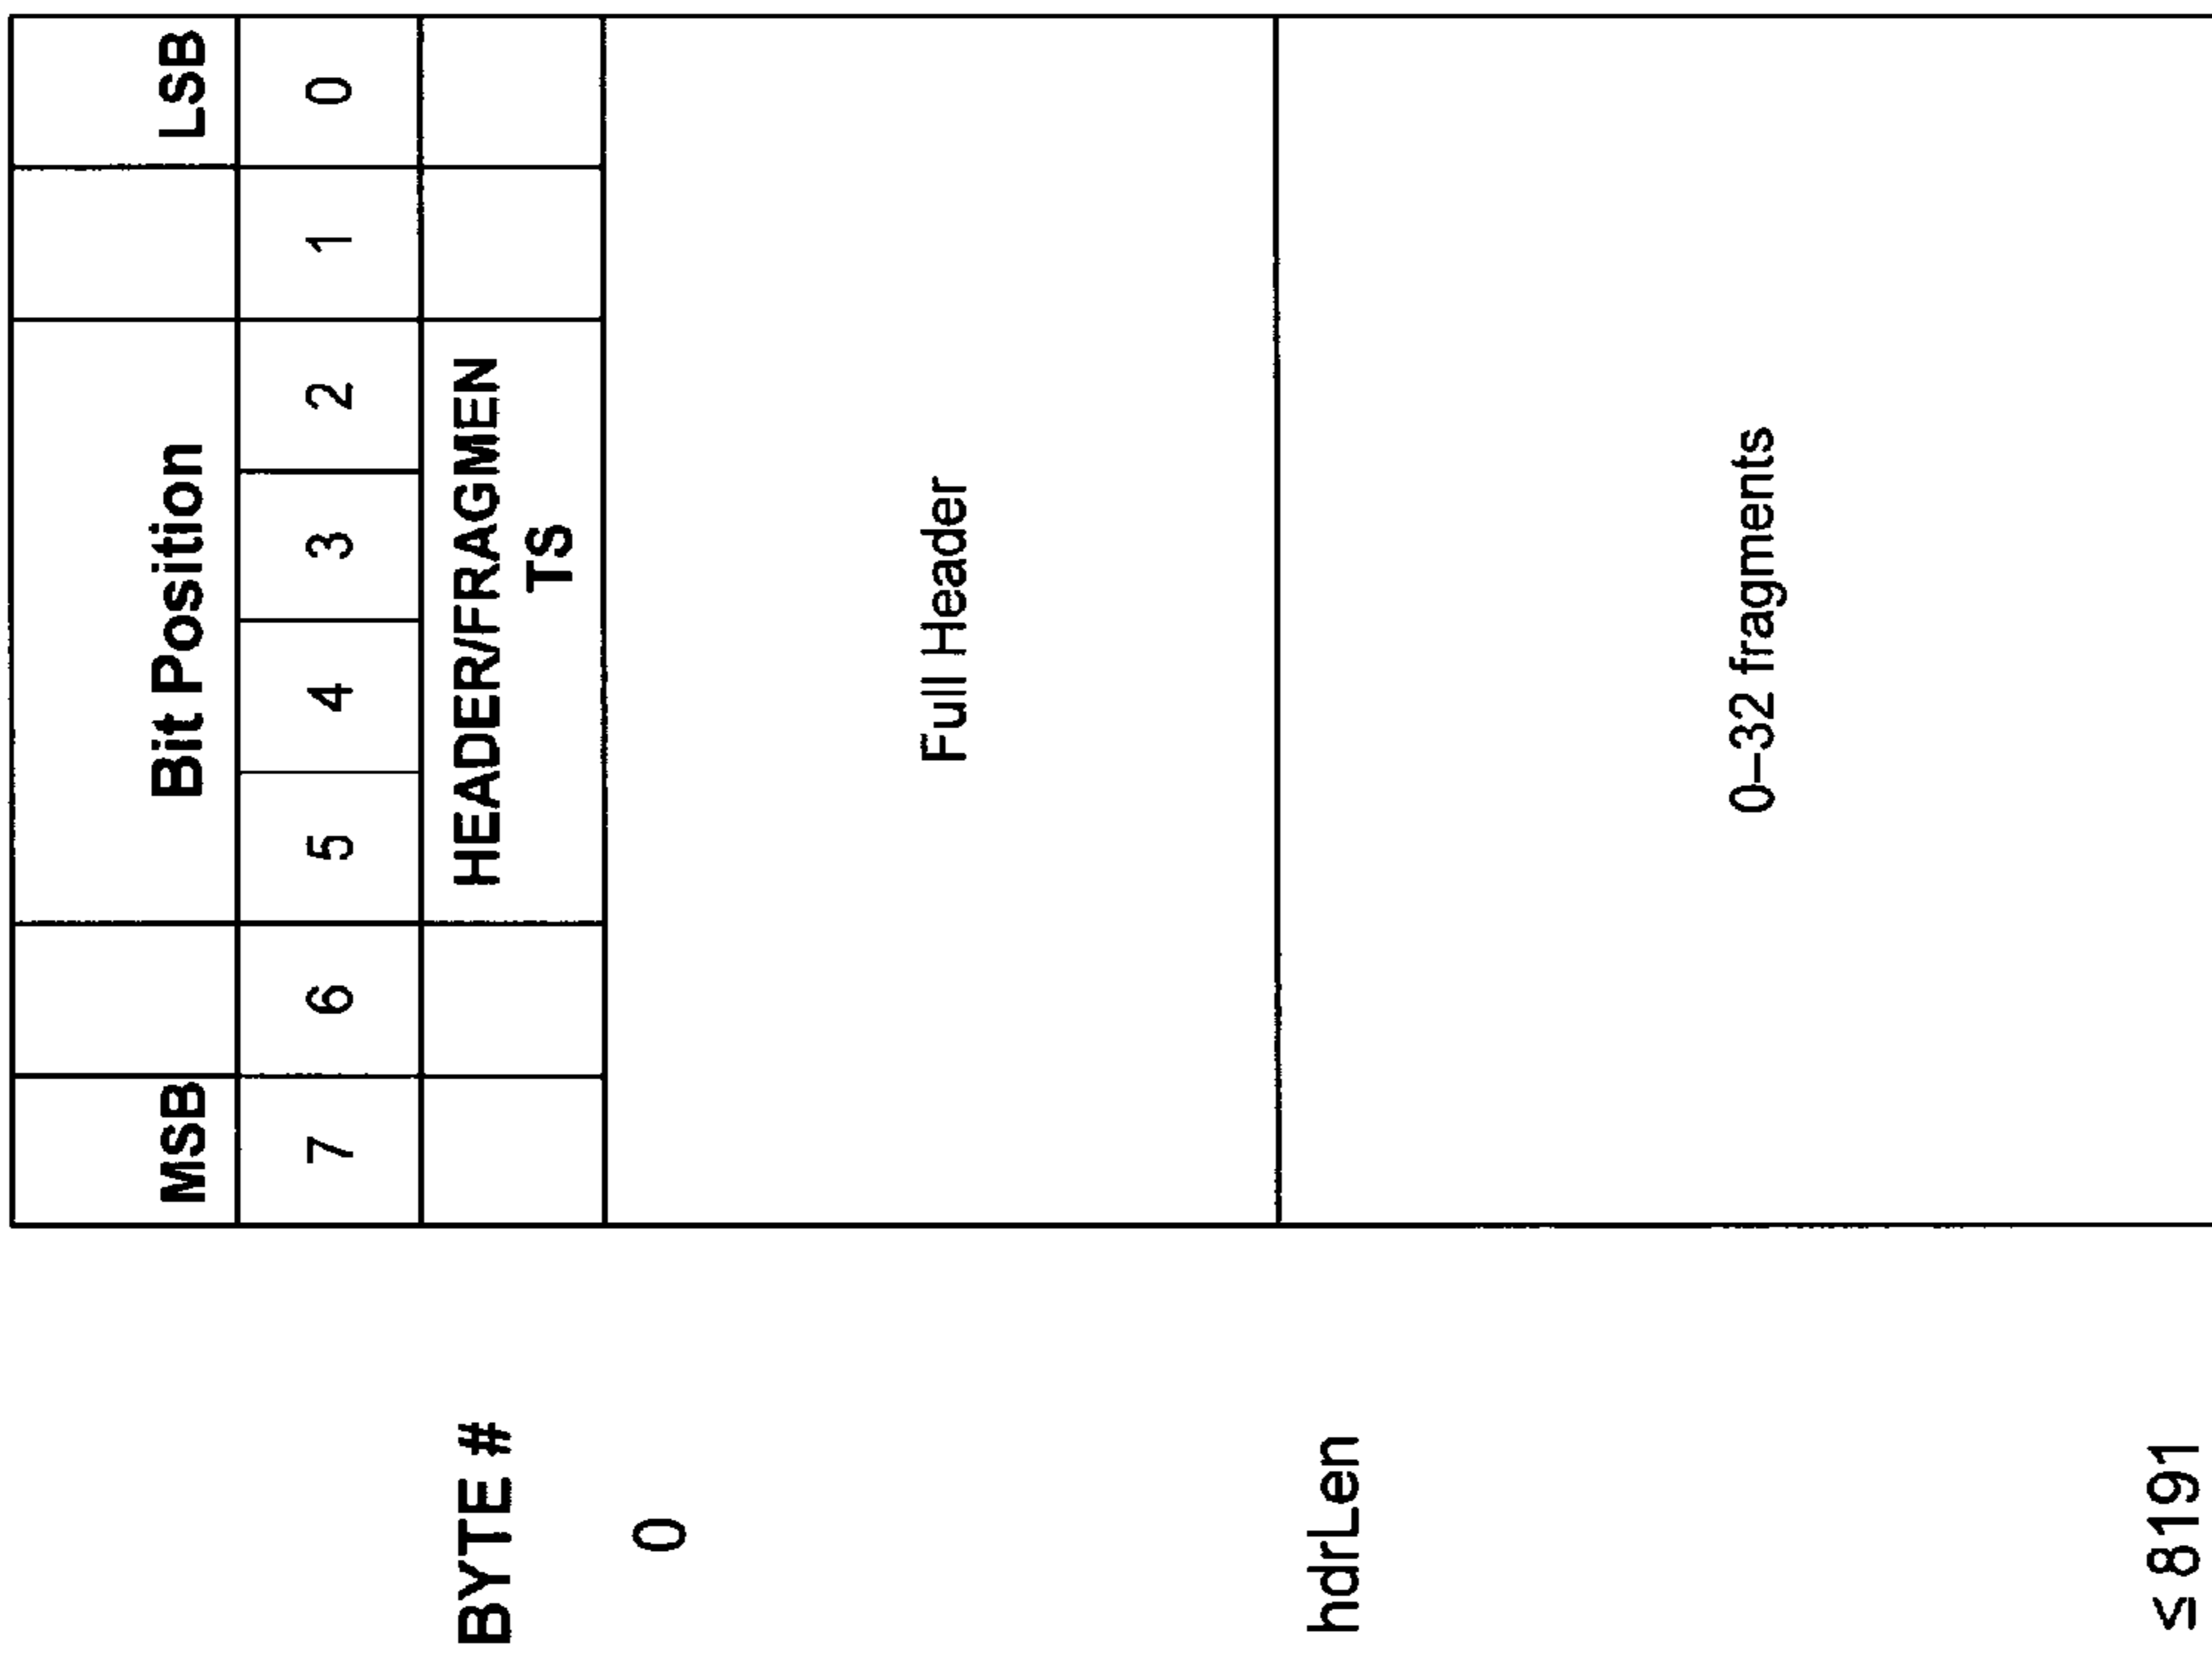 MSB Bit Position LSB
7 6 5 4 3 2 1 0
BYTE # HEADER/FRAGMEN
TS
0
Full Header
hdrLen
0–32 fragments
≤ 8191